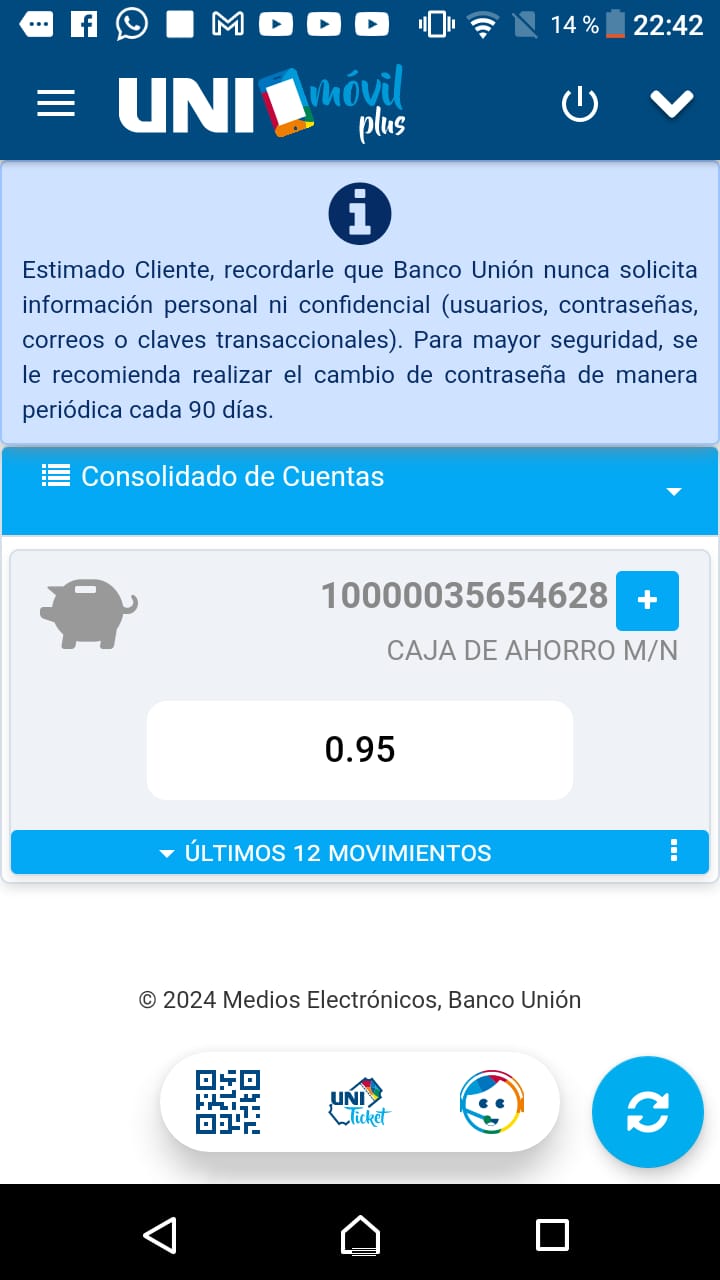 14 % 22:42
UNI móvil plus
Estimado Cliente, recordarle que Banco Unión nunca solicita
información personal ni confidencial (usuarios, contraseñas,
correos o claves transaccionales). Para mayor seguridad, se
le recomienda realizar el cambio de contraseña de manera
periódica cada 90 días.
Consolidado de Cuentas
10000035654628 +
CAJA DE AHORRO M/N
0.95
ÚLTIMOS 12 MOVIMIENTOS
© 2024 Medios Electrónicos, Banco Unión
UNI
Ticket